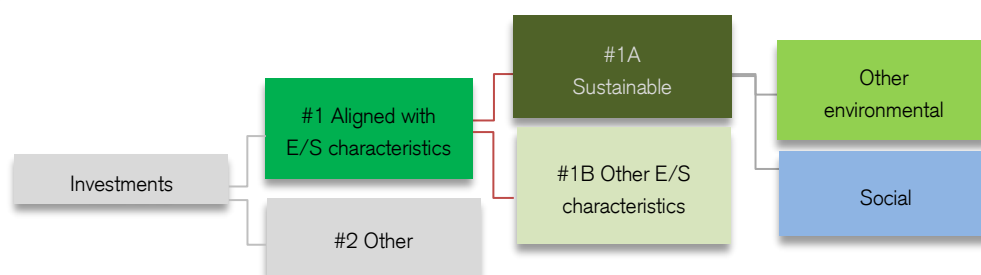 Investments
#1 Aligned with
E/S characteristics
#2 Other
#1A
Sustainable
#1B Other E/S
characteristics
Other
environmental
Social